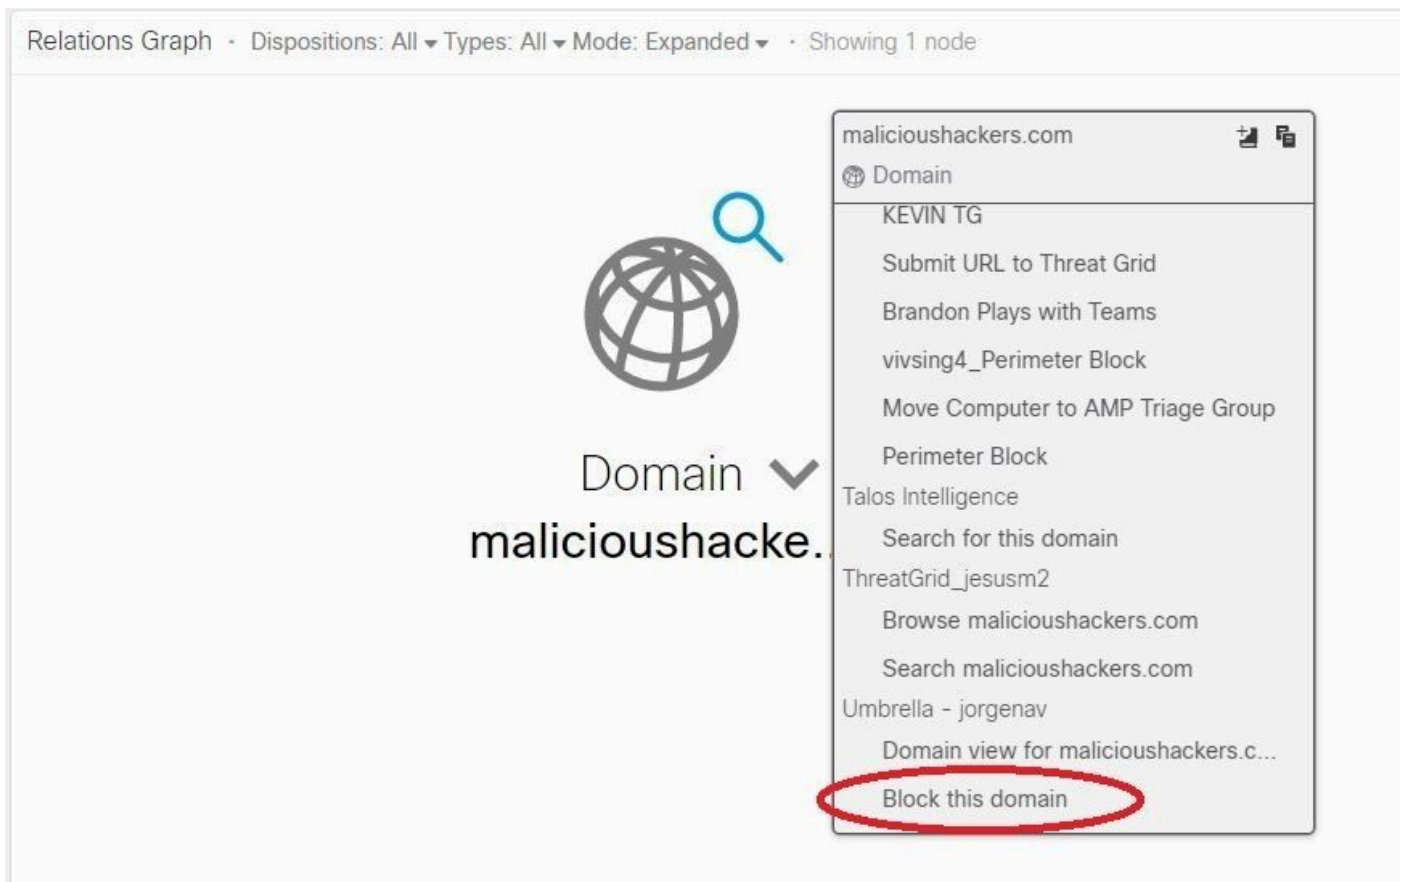 Relations Graph · Dispositions: All Types: All Mode: Expanded · Showing 1 node
malicioushackers.com
Domain
KEVIN TG
Submit URL to Threat Grid
Brandon Plays with Teams
vivsing4_Perimeter Block
Move Computer to AMP Triage Group
Perimeter Block
Talos Intelligence
Search for this domain
ThreatGrid_jesusm2
Browse malicioushackers.com
Search malicioushackers.com
Umbrella - jorgenav
Domain view for malicioushackers.c...
Block this domain
Domain
malicioushacke..